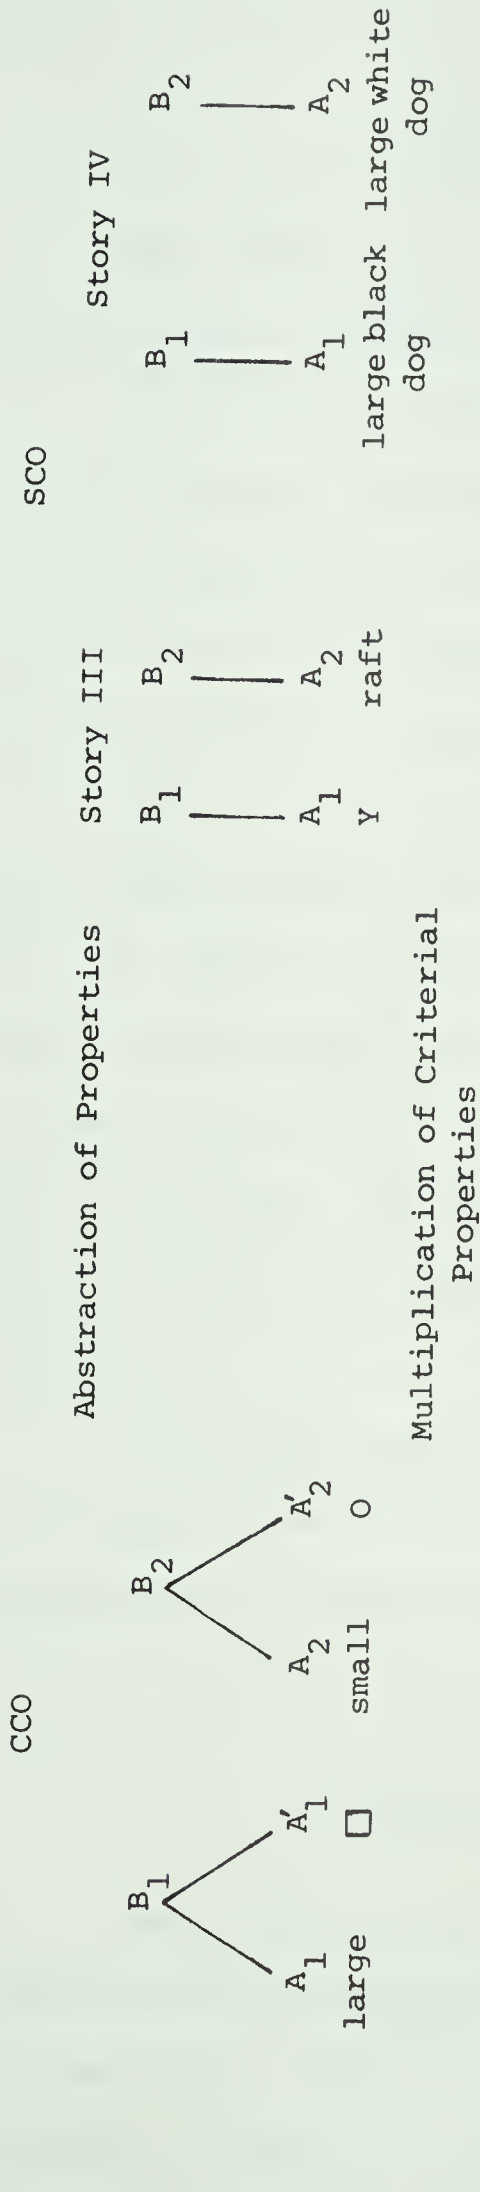 CCO
SCO
Abstraction of Properties
Story III
Story IV
B1
B2
B1
B2
B1
B2
A1
A'1
A2
A'2
A1
A2
A1
A2
large
□
small
O
Y
raft
large black
dog
large white
dog
Multiplication of Criterial
Properties